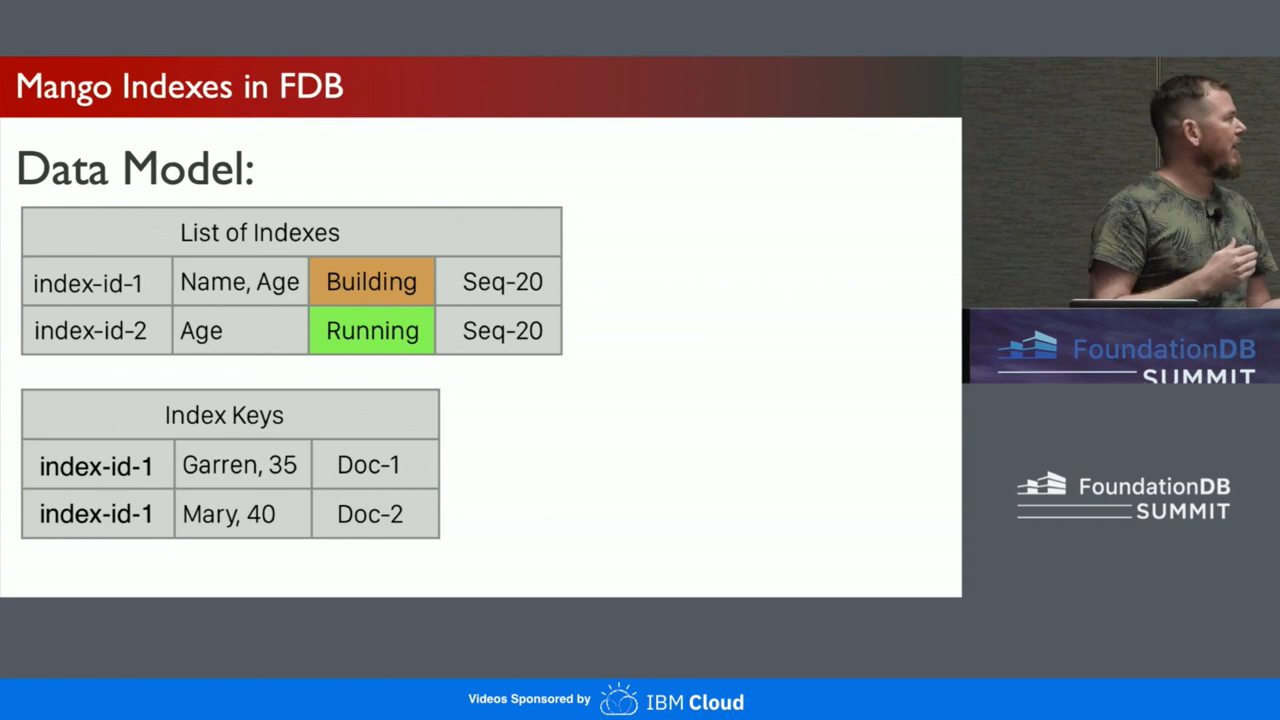 Mango Indexes in FDB
Data Model:
List of Indexes
index-id-1 Name, Age Building Seq-20
index-id-2 Age Running Seq-20
Index Keys
index-id-1 Garren, 35 Doc-1
index-id-1 Mary, 40 Doc-2
FoundationDB
SUMMIT
FoundationDB
SUMMIT
Videos Sponsored by IBM Cloud